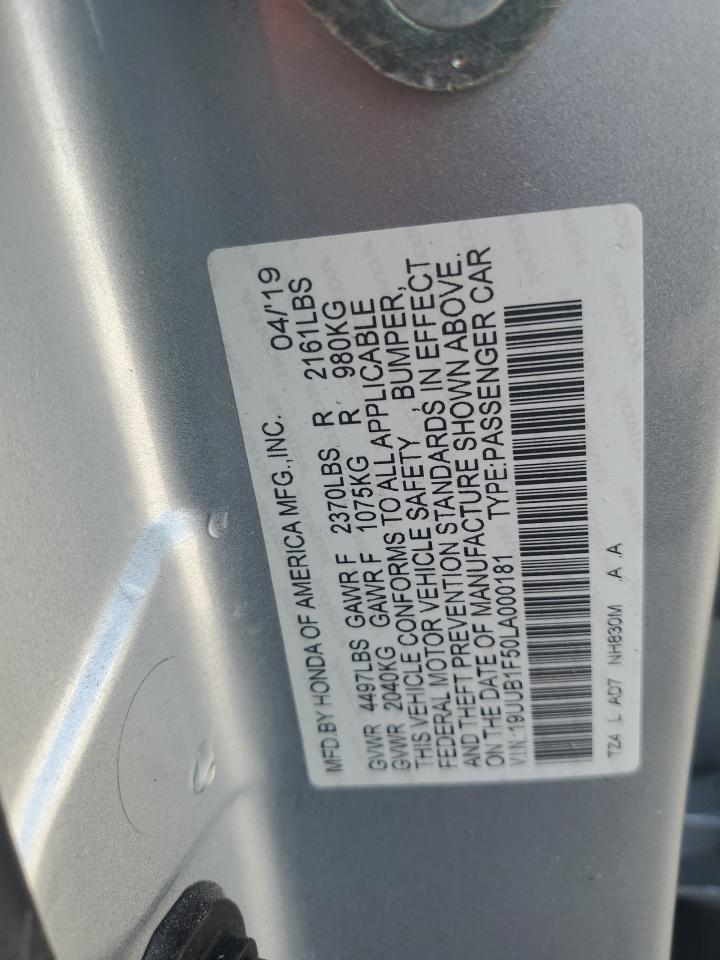 MFD.BY HONDA OF AMERICA MFG.,INC. 04/'19
GVWR 4497LBS GAWR F 2370LBS R 2161LBS
GVWR 2040KG GAWR F 1075KG R 980KG
THIS VEHICLE CONFORMS TO ALL APPLICABLE
FEDERAL MOTOR VEHICLE SAFETY , BUMPER,
AND THEFT PREVENTION STANDARDS IN EFFECT
ON THE DATE OF MANUFACTURE SHOWN ABOVE.
V.I.N.:19UUB1F50LA000181 TYPE:PASSENGER CAR
TZ4 L AD7 NH830M A .A